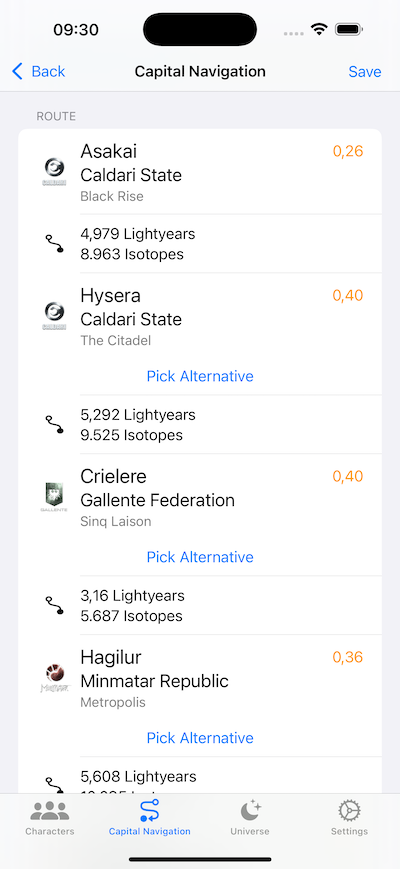 09:30
Back
Capital Navigation
Save
ROUTE
Asakai
0,26
Caldari State
Black Rise
4,979 Lightyears
8.963 Isotopes
Hysera
0,40
Caldari State
The Citadel
Pick Alternative
5,292 Lightyears
9.525 Isotopes
Crielere
0,40
Gallente Federation
GALLENTE
Sinq Laison
Pick Alternative
3,16 Lightyears
5.687 Isotopes
Hagilur
0,36
Minmatar Republic
Metropolis
Pick Alternative
5,608 Lightyears
Characters
Capital Navigation
Universe
Settings